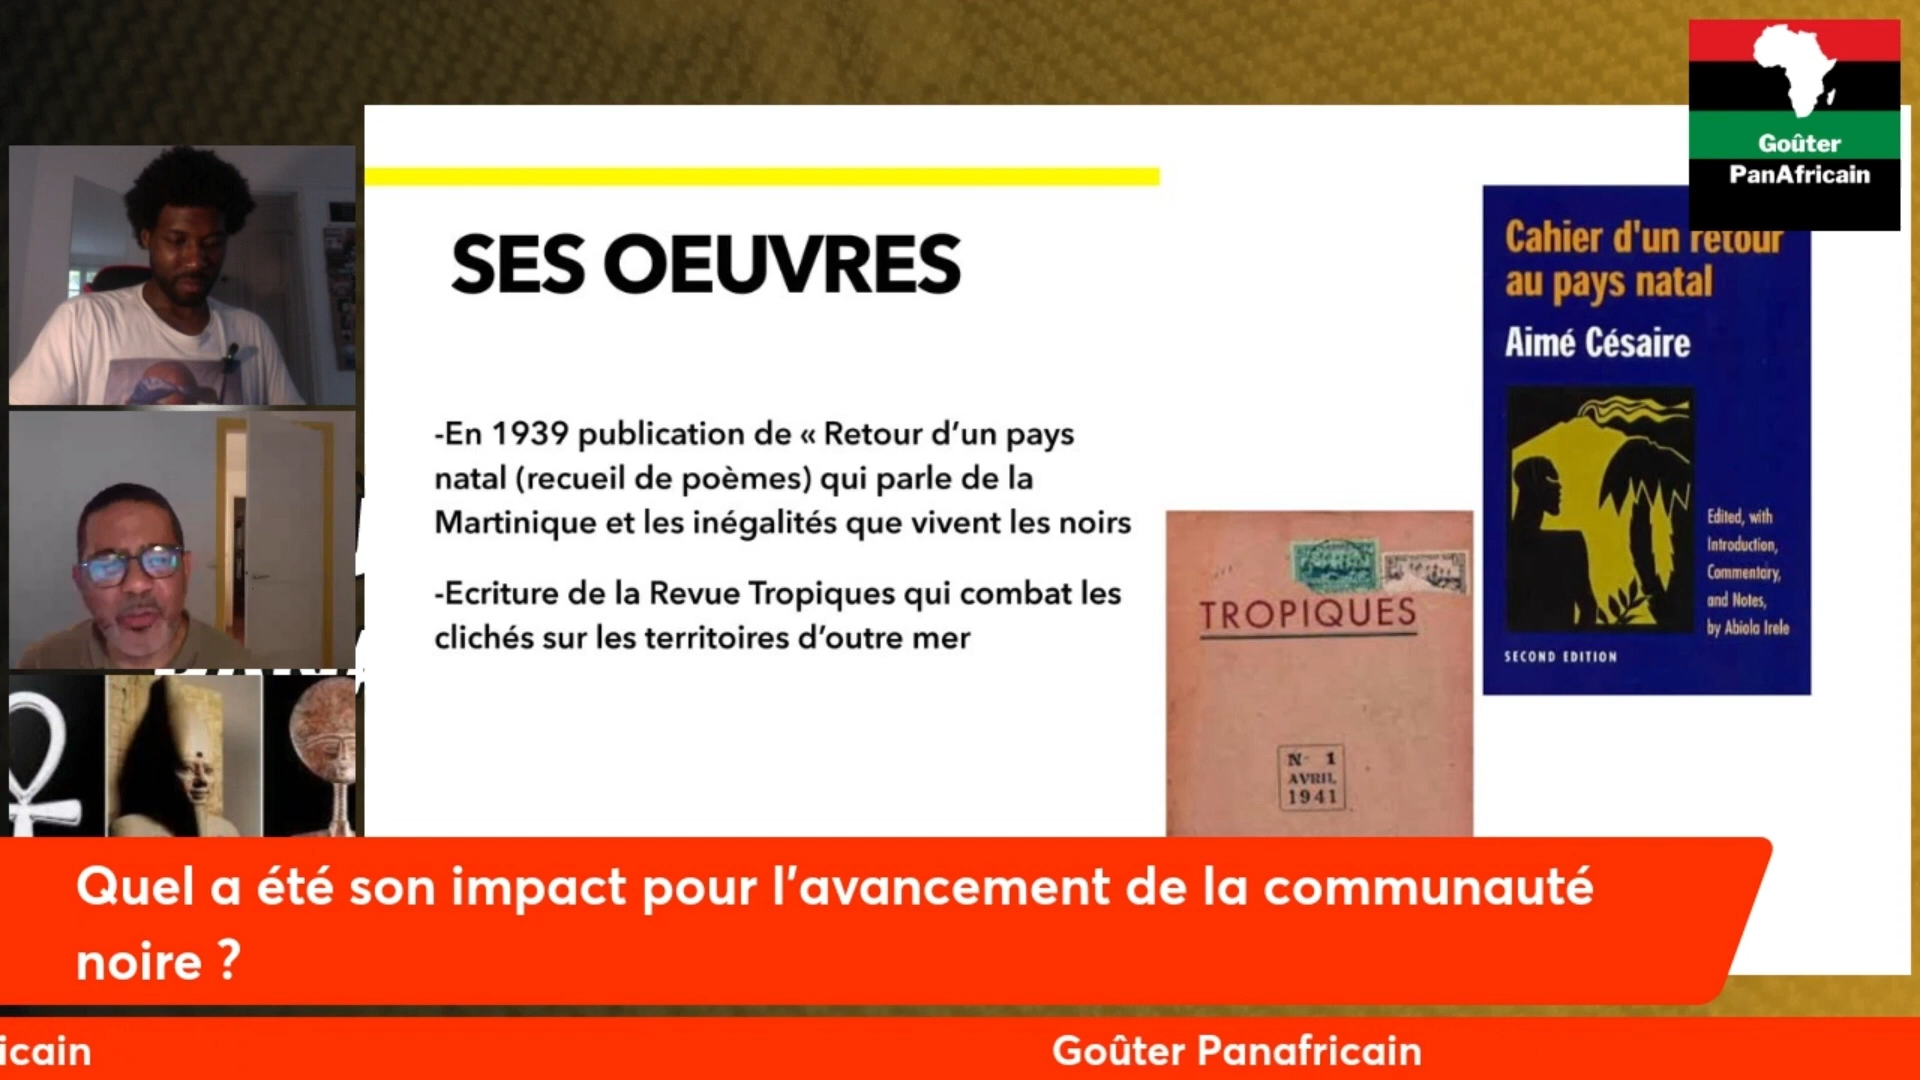 Goûter
PanAfricain
SES OEUVRES
-En 1939 publication de « Retour d’un pays
natal (recueil de poèmes) qui parle de la
Martinique et les inégalités que vivent les noirs
-Ecriture de la Revue Tropiques qui combat les
clichés sur les territoires d’outre mer
Cahier d'un retour
au pays natal
Aimé Césaire
Edited, with
Introduction,
Commentary,
and Notes,
by Abiola Irele
SECOND EDITION
TROPIQUES
N- 1
AVRIL
1941
Quel a été son impact pour l’avancement de la communauté
noire ?
icain
Goûter Panafricain